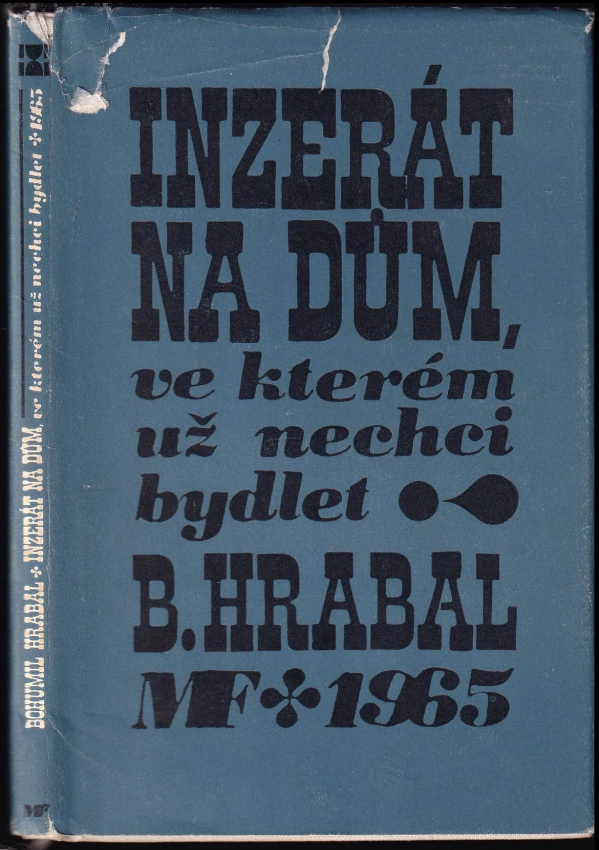 INZERÁT
NA DŮM,
ve kterém
už nechci
bydlet
B. HRABAL
MF 1965
BOHUMIL HRABAL INZERÁT NA DŮM, ve kterém už nechci bydlet 1965
MF